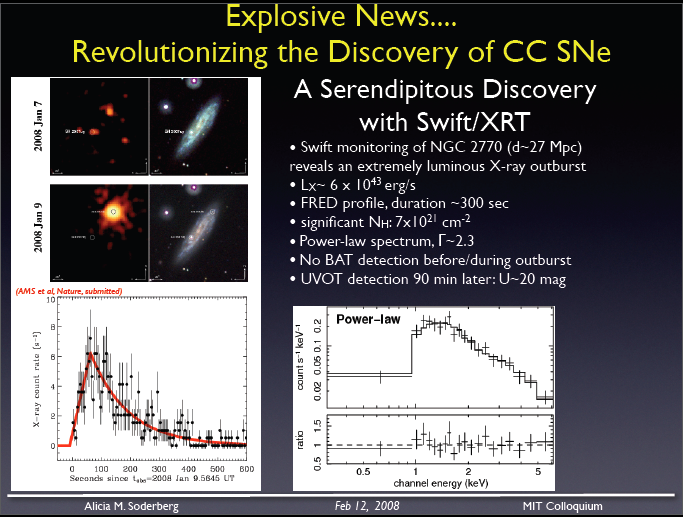 Explosive News....
Revolutionizing the Discovery of CC SNe
2008 Jan 7
2008 Jan 9
(AMS et al, Nature, submitted)
10
8
6
4
2
0
X-ray count rate [s⁻¹]
0 100 200 300 400 500 600
Seconds since t_obs=2008 Jan 9.5645 UT
A Serendipitous Discovery
with Swift/XRT
• Swift monitoring of NGC 2770 (d~27 Mpc)
reveals an extremely luminous X-ray outburst
• Lx~ 6 x 10⁴³ erg/s
• FRED profile, duration ~300 sec
• significant NH: 7x10²¹ cm⁻²
• Power-law spectrum, Γ~2.3
• No BAT detection before/during outburst
• UVOT detection 90 min later: U~20 mag
Power-law
count s⁻¹ keV⁻¹
0.02 0.05 0.1 0.2
ratio
0.5 1 1.5
0.5 1 2 5
channel energy (keV)
Alicia M. Soderberg Feb 12, 2008 MIT Colloquium